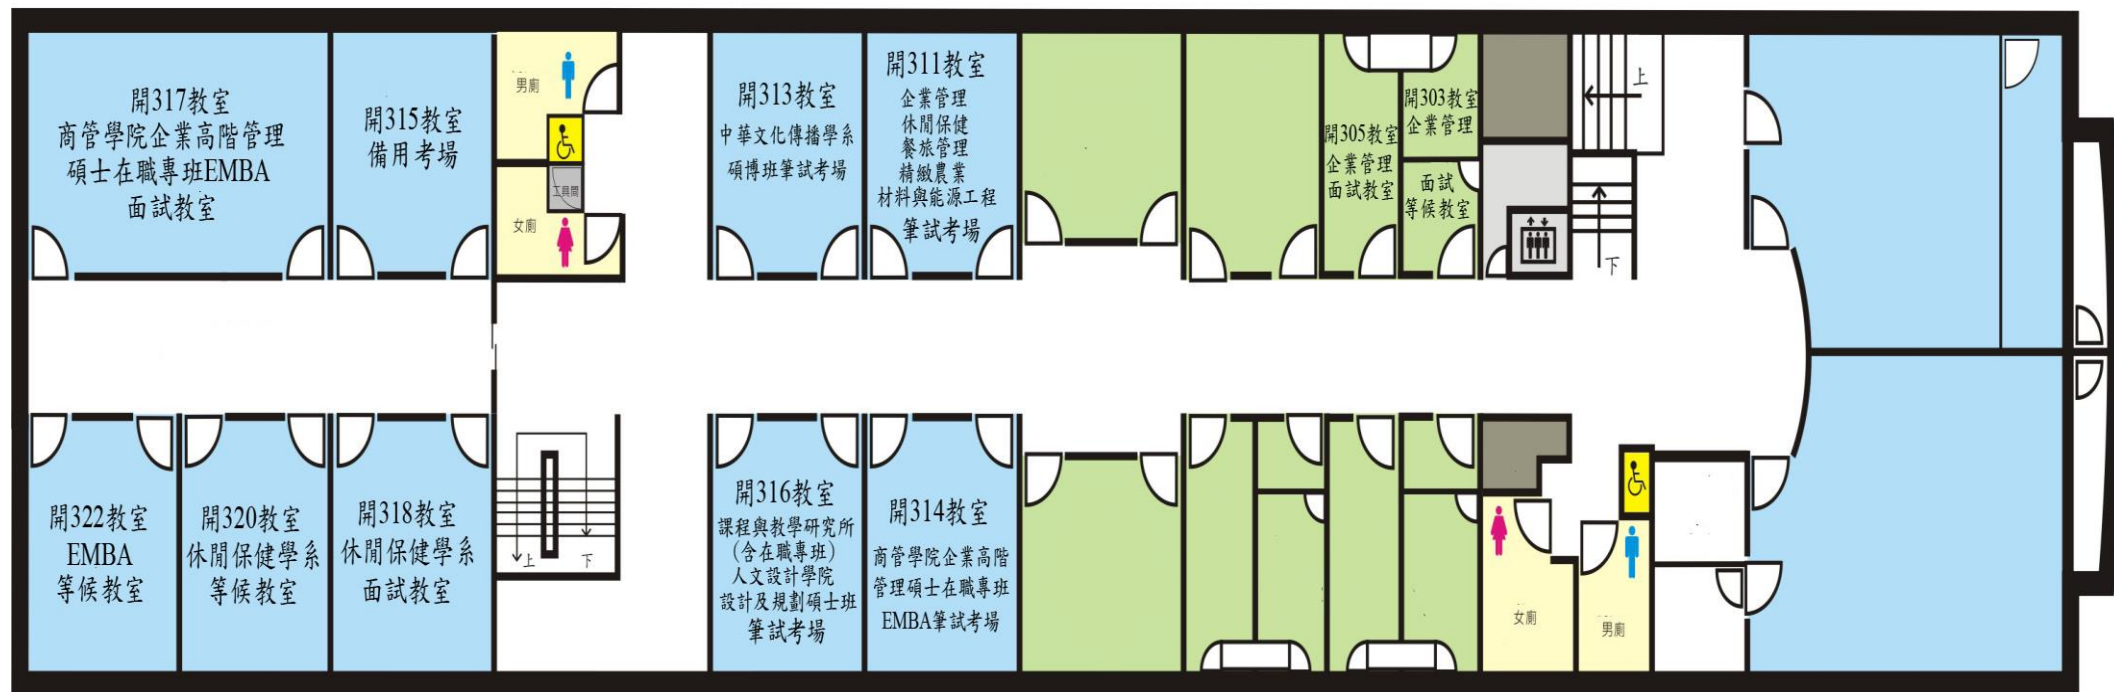 開317教室
商管學院企業高階管理
碩士在職專班EMBA
面試教室
開315教室
備用考場
男廁
工具間
女廁
開313教室
中華文化傳播學系
碩博班筆試考場
開311教室
企業管理
休閒保健
餐旅管理
精緻農業
材料與能源工程
筆試考場
開305教室
企業管理
面試教室
開303教室
企業管理
面試
等候教室
上
下
開322教室
EMBA
等候教室
開320教室
休閒保健學系
等候教室
開318教室
休閒保健學系
面試教室
上
下
開316教室
課程與教學研究所
(含在職專班)
人文設計學院
設計及規劃碩士班
筆試考場
開314教室
商管學院企業高階
管理碩士在職專班
EMBA筆試考場
女廁
男廁